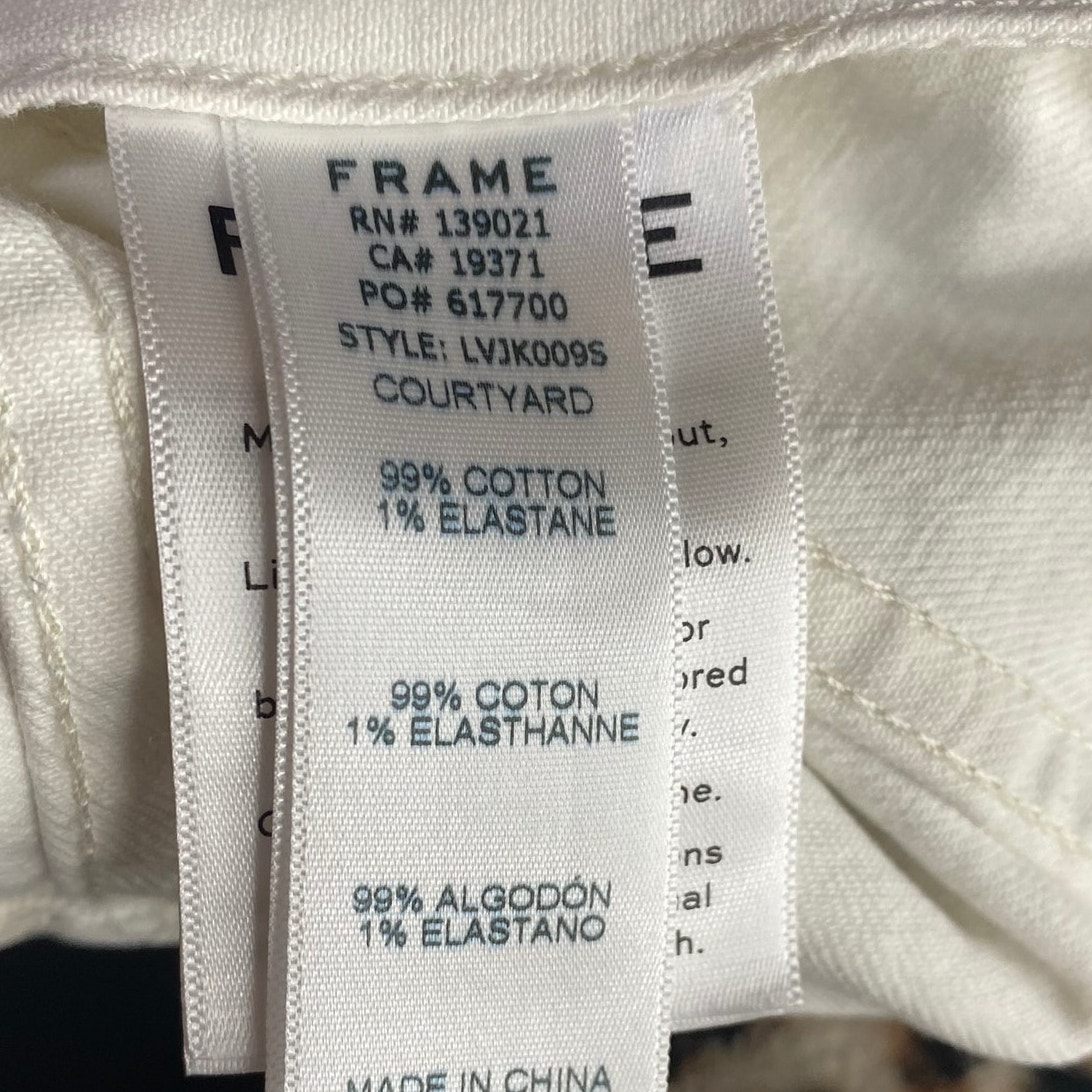 FRAME
RN# 139021
CA# 19371
PO# 617700
STYLE: LVJK009S
COURTYARD
99% COTTON
1% ELASTANE
99% COTON
1% ELASTHANNE
99% ALGODÓN
1% ELASTANO
MADE IN CHINA
low.